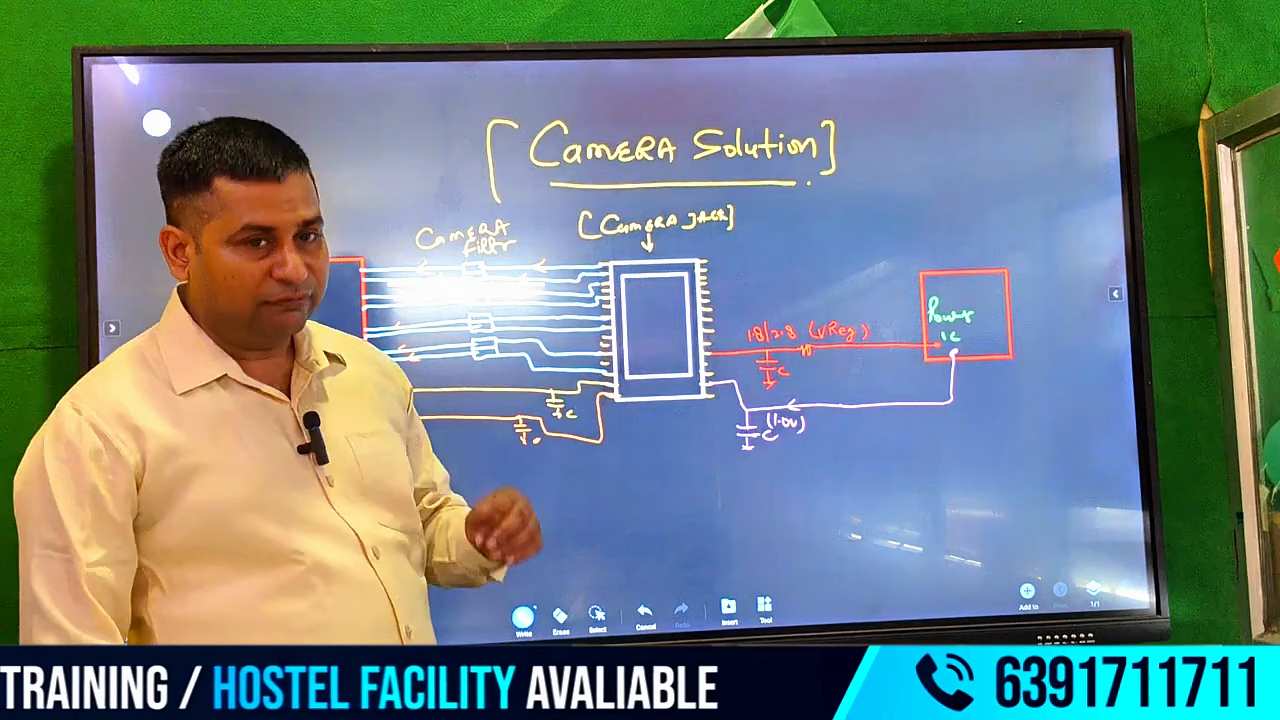 [Camera Solution]
Camera
Filtr
[Camera Jack]
1.8/2.8 (VReg)
C
Power
IC
C
C
(1.0V)
Write
Erase
Select
Cancel
Redo
Insert
Tool
Add to
1/1
TRAINING / HOSTEL FACILITY AVALIABLE
6391711711